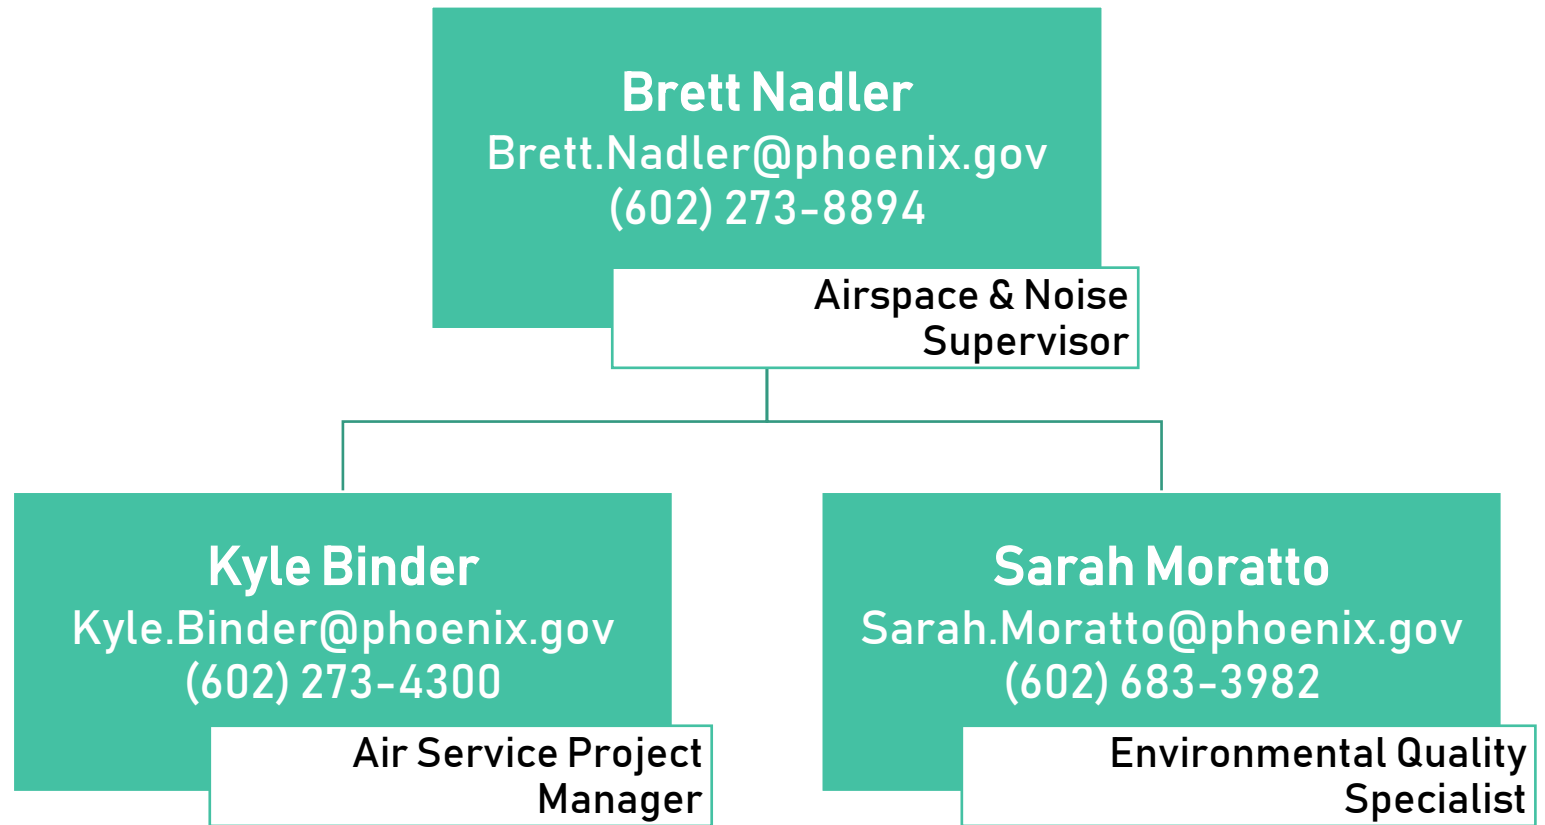 Brett Nadler
Brett.Nadler@phoenix.gov
(602) 273-8894
Airspace & Noise
Supervisor
Kyle Binder
Kyle.Binder@phoenix.gov
(602) 273-4300
Air Service Project
Manager
Sarah Moratto
Sarah.Moratto@phoenix.gov
(602) 683-3982
Environmental Quality
Specialist